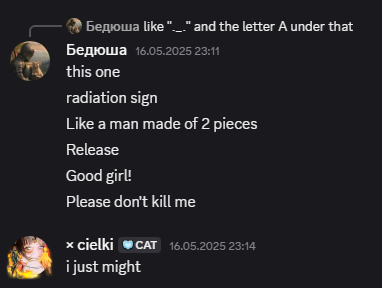 Бедюша like "._." and the letter A under that
Бедюша 16.05.2025 23:11
this one
radiation sign
Like a man made of 2 pieces
Release
Good girl!
Please don't kill me
× cielki CAT 16.05.2025 23:14
i just might